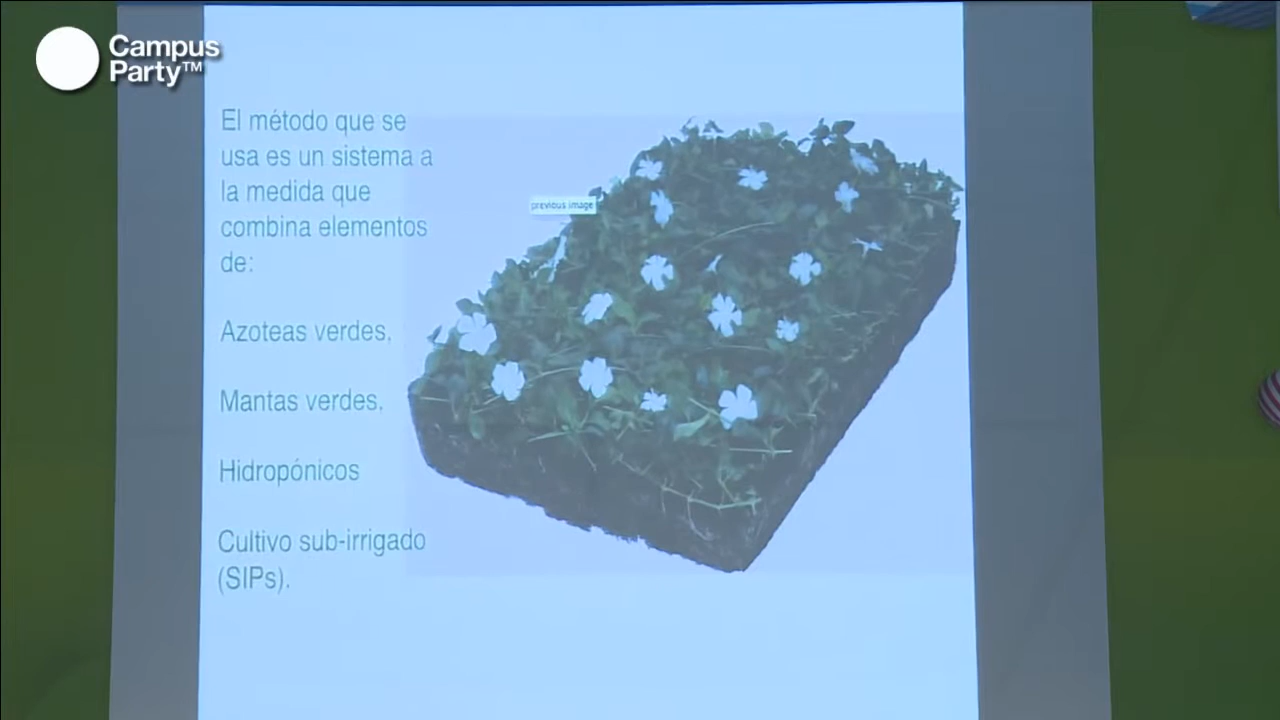 Campus
Party™
El método que se
usa es un sistema a
la medida que
combina elementos
de:
Azoteas verdes,
Mantas verdes,
Hidropónicos
Cultivo sub-irrigado
(SIPs).
previous image